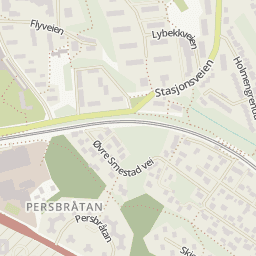 Flyveien
Lybekkveien
Holmengrenda
Stasjonsveien
Øvre Smestad vei
PERSBRÅTAN
Persbråtan